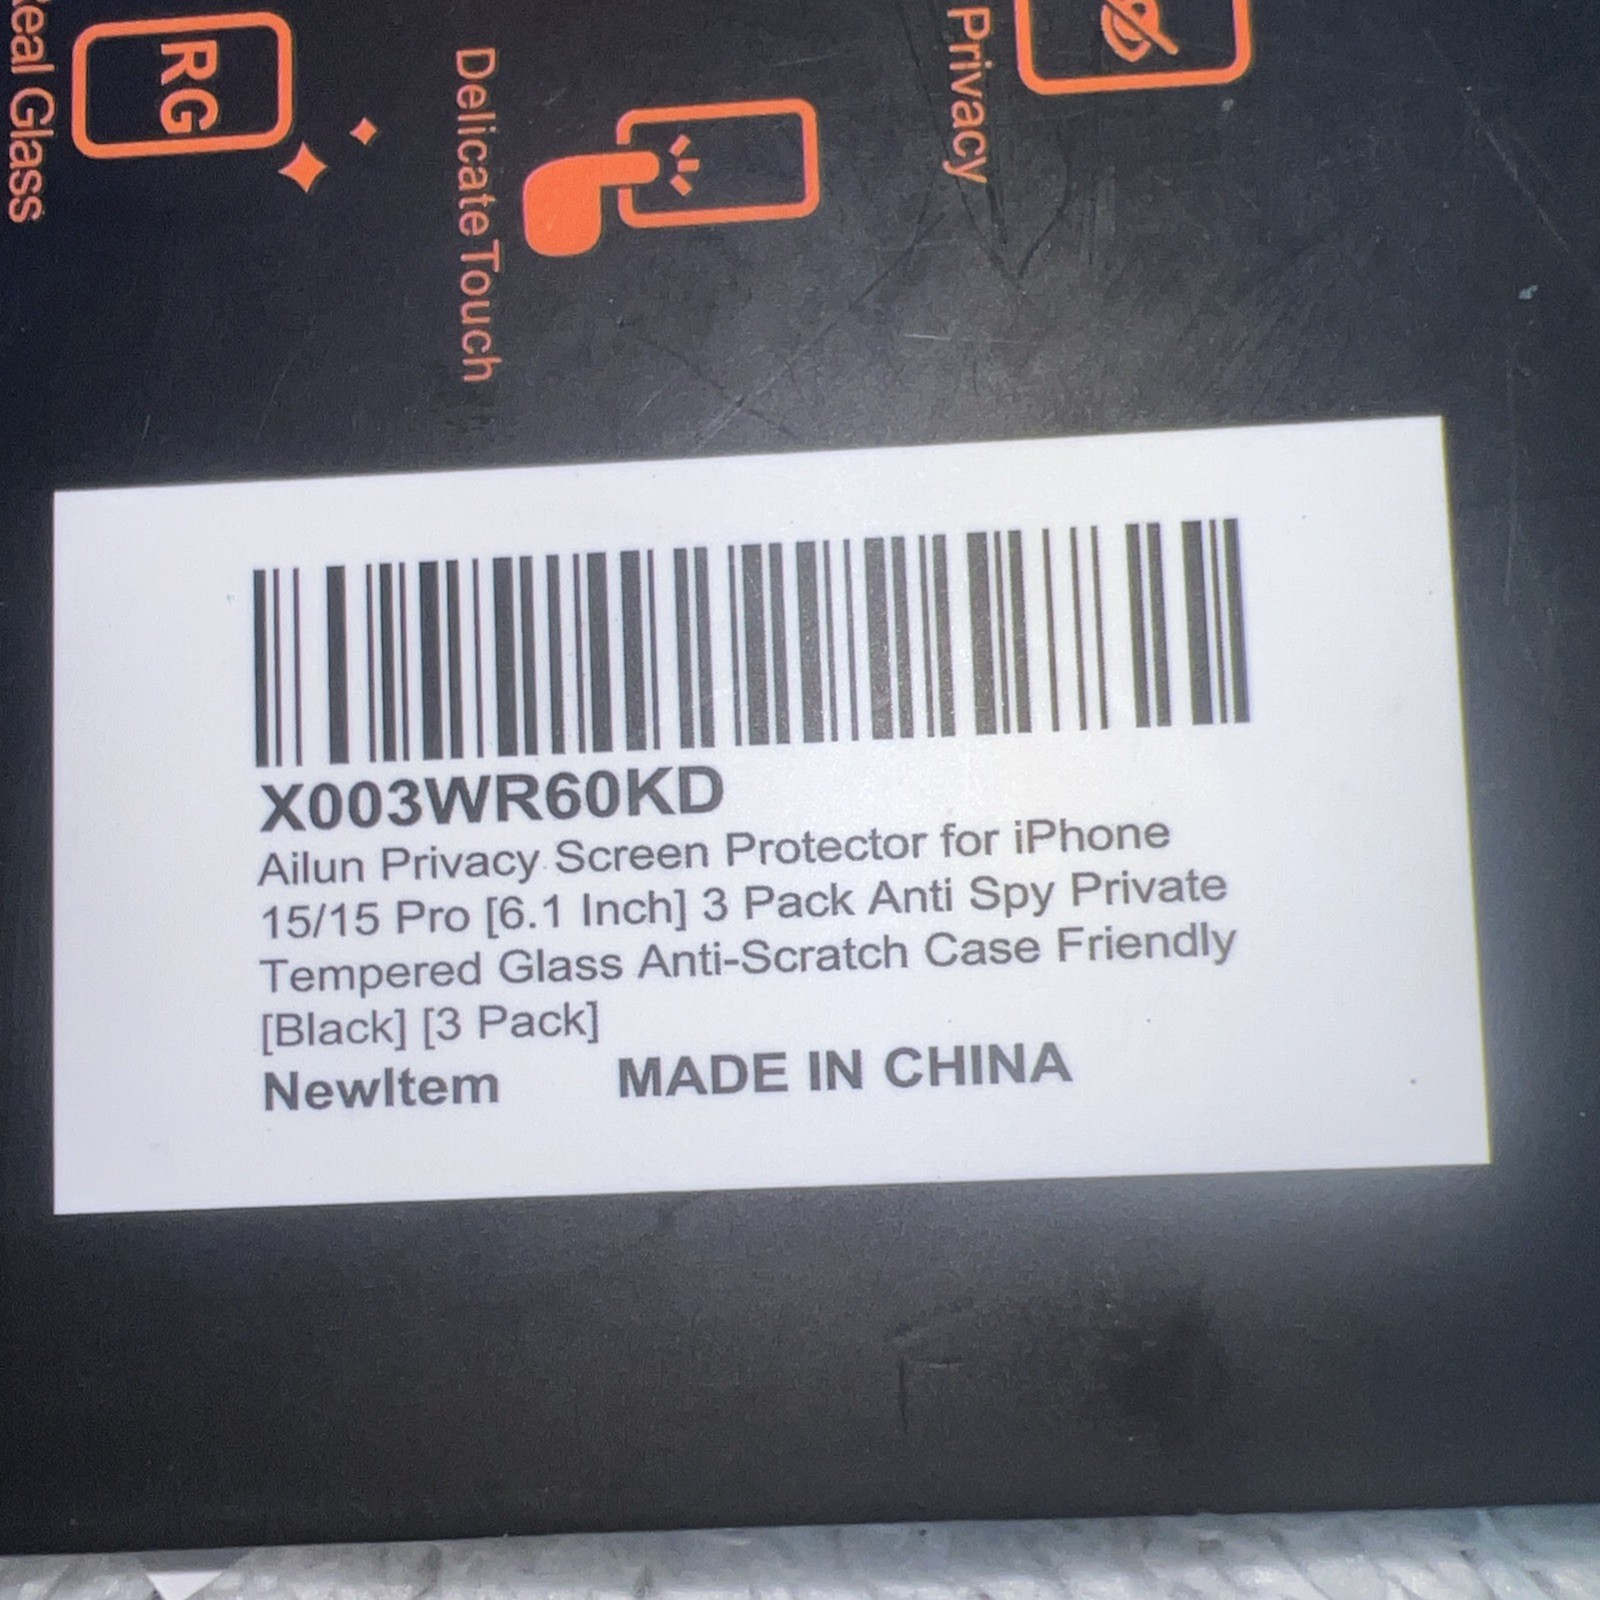 Real Glass
RG
Delicate Touch
Privacy
X003WR60KD
Ailun Privacy Screen Protector for iPhone
15/15 Pro [6.1 Inch] 3 Pack Anti Spy Private
Tempered Glass Anti-Scratch Case Friendly
[Black] [3 Pack]
NewItem MADE IN CHINA